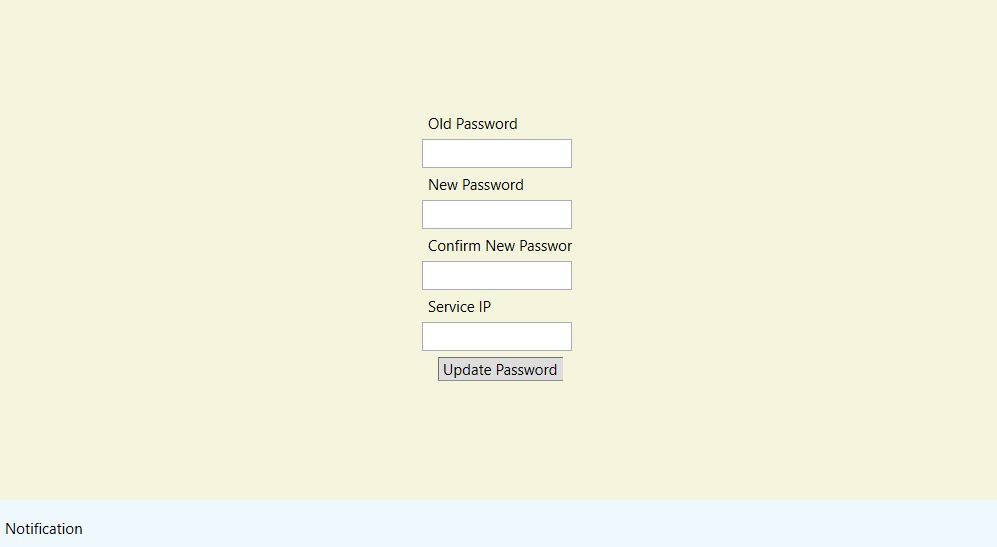 Old Password
New Password
Confirm New Passwor
Service IP
Update Password
Notification